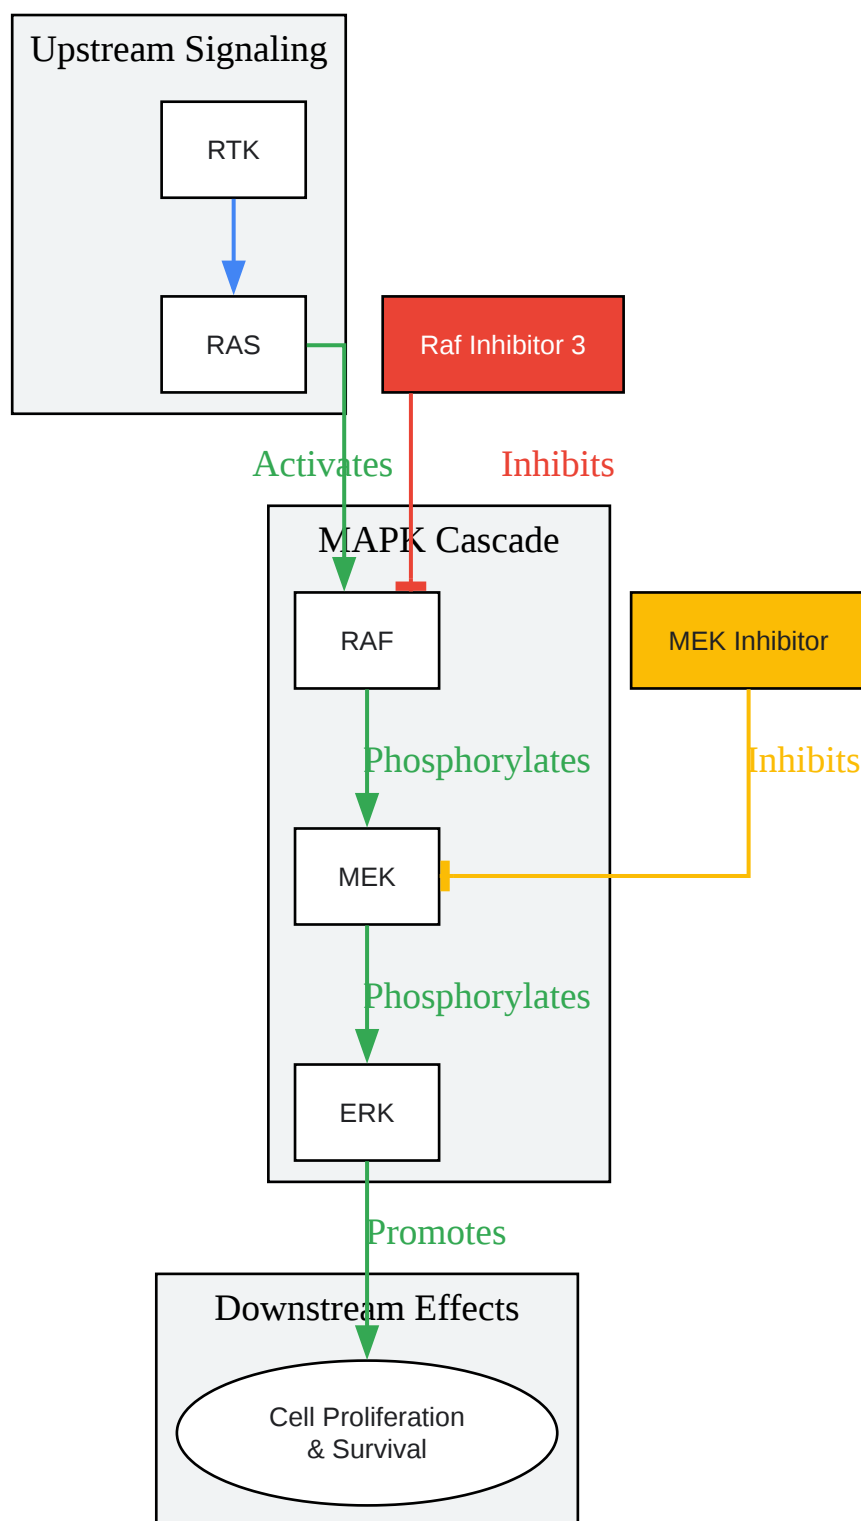 Upstream Signaling
RTK
RAS
Raf Inhibitor 3
Activates
Inhibits
MAPK Cascade
RAF
MEK Inhibitor
Phosphorylates
Inhibits
MEK
Phosphorylates
ERK
Promotes
Downstream Effects
Cell Proliferation
& Survival